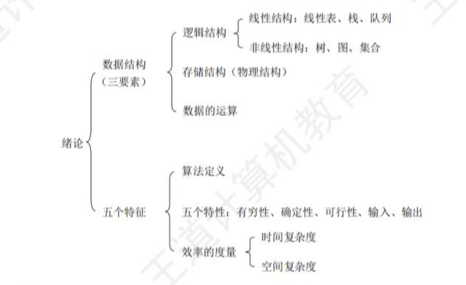 绪论
数据结构
（三要素）
逻辑结构
线性结构：线性表、栈、队列
非线性结构：树、图、集合
存储结构（物理结构）
数据的运算
五个特征
算法定义
五个特性：有穷性、确定性、可行性、输入、输出
效率的度量
时间复杂度
空间复杂度
王道计算机教育